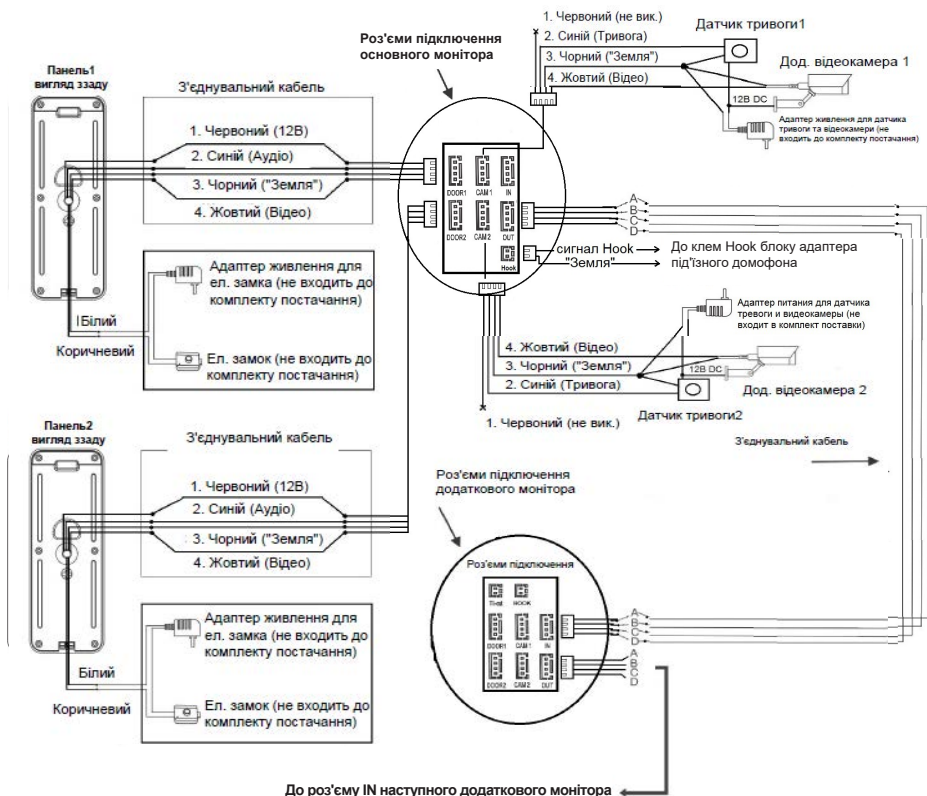 Панель1
вигляд ззаду
З'єднувальний кабель
1. Червоний (12В)
2. Синій (Аудіо)
3. Чорний ("Земля")
4. Жовтий (Відео)
Адаптер живлення для
ел. замка (не входить до
комплекту постачання)
Білий
Коричневий
Ел. замок (не входить до
комплекту постачання)
Роз'єми підключення
основного монітора
DOOR1
CAM 1
IN
DOOR2
CAM 2
OUT
Hook
1. Червоний (не вик.)
2. Синій (Тривога)
3. Чорний ("Земля")
4. Жовтий (Відео)
Датчик тривоги1
Дод. відеокамера 1
12В DC
Адаптер живлення для датчика
тривоги та відеокамери (не
входить до комплекту постачання)
A
B
C
D
сигнал Hook
"Земля"
До клем Hook блоку адаптера
під'їзного домофона
Адаптер питания для датчика
тревоги и видеокамеры (не
входит в комплект поставки)
4. Жовтий (Відео)
3. Чорний ("Земля")
2. Синій (Тривога)
1. Червоний (не вик.)
12В DC
Дод. відеокамера 2
Датчик тривоги2
З'єднувальний кабель
Панель2
вигляд ззаду
З'єднувальний кабель
1. Червоний (12В)
2. Синій (Аудіо)
3. Чорний ("Земля")
4. Жовтий (Відео)
Адаптер живлення для
ел. замка (не входить до
комплекту постачання)
Білий
Коричневий
Ел. замок (не входить до
комплекту постачання)
Роз'єми підключення
додаткового монітора
Роз'єми підключення
HOOK
DOOR1
CAM 1
IN
DOOR2
CAM 2
OUT
A
B
C
D
A
B
C
D
До роз'єму IN наступного додаткового монітора